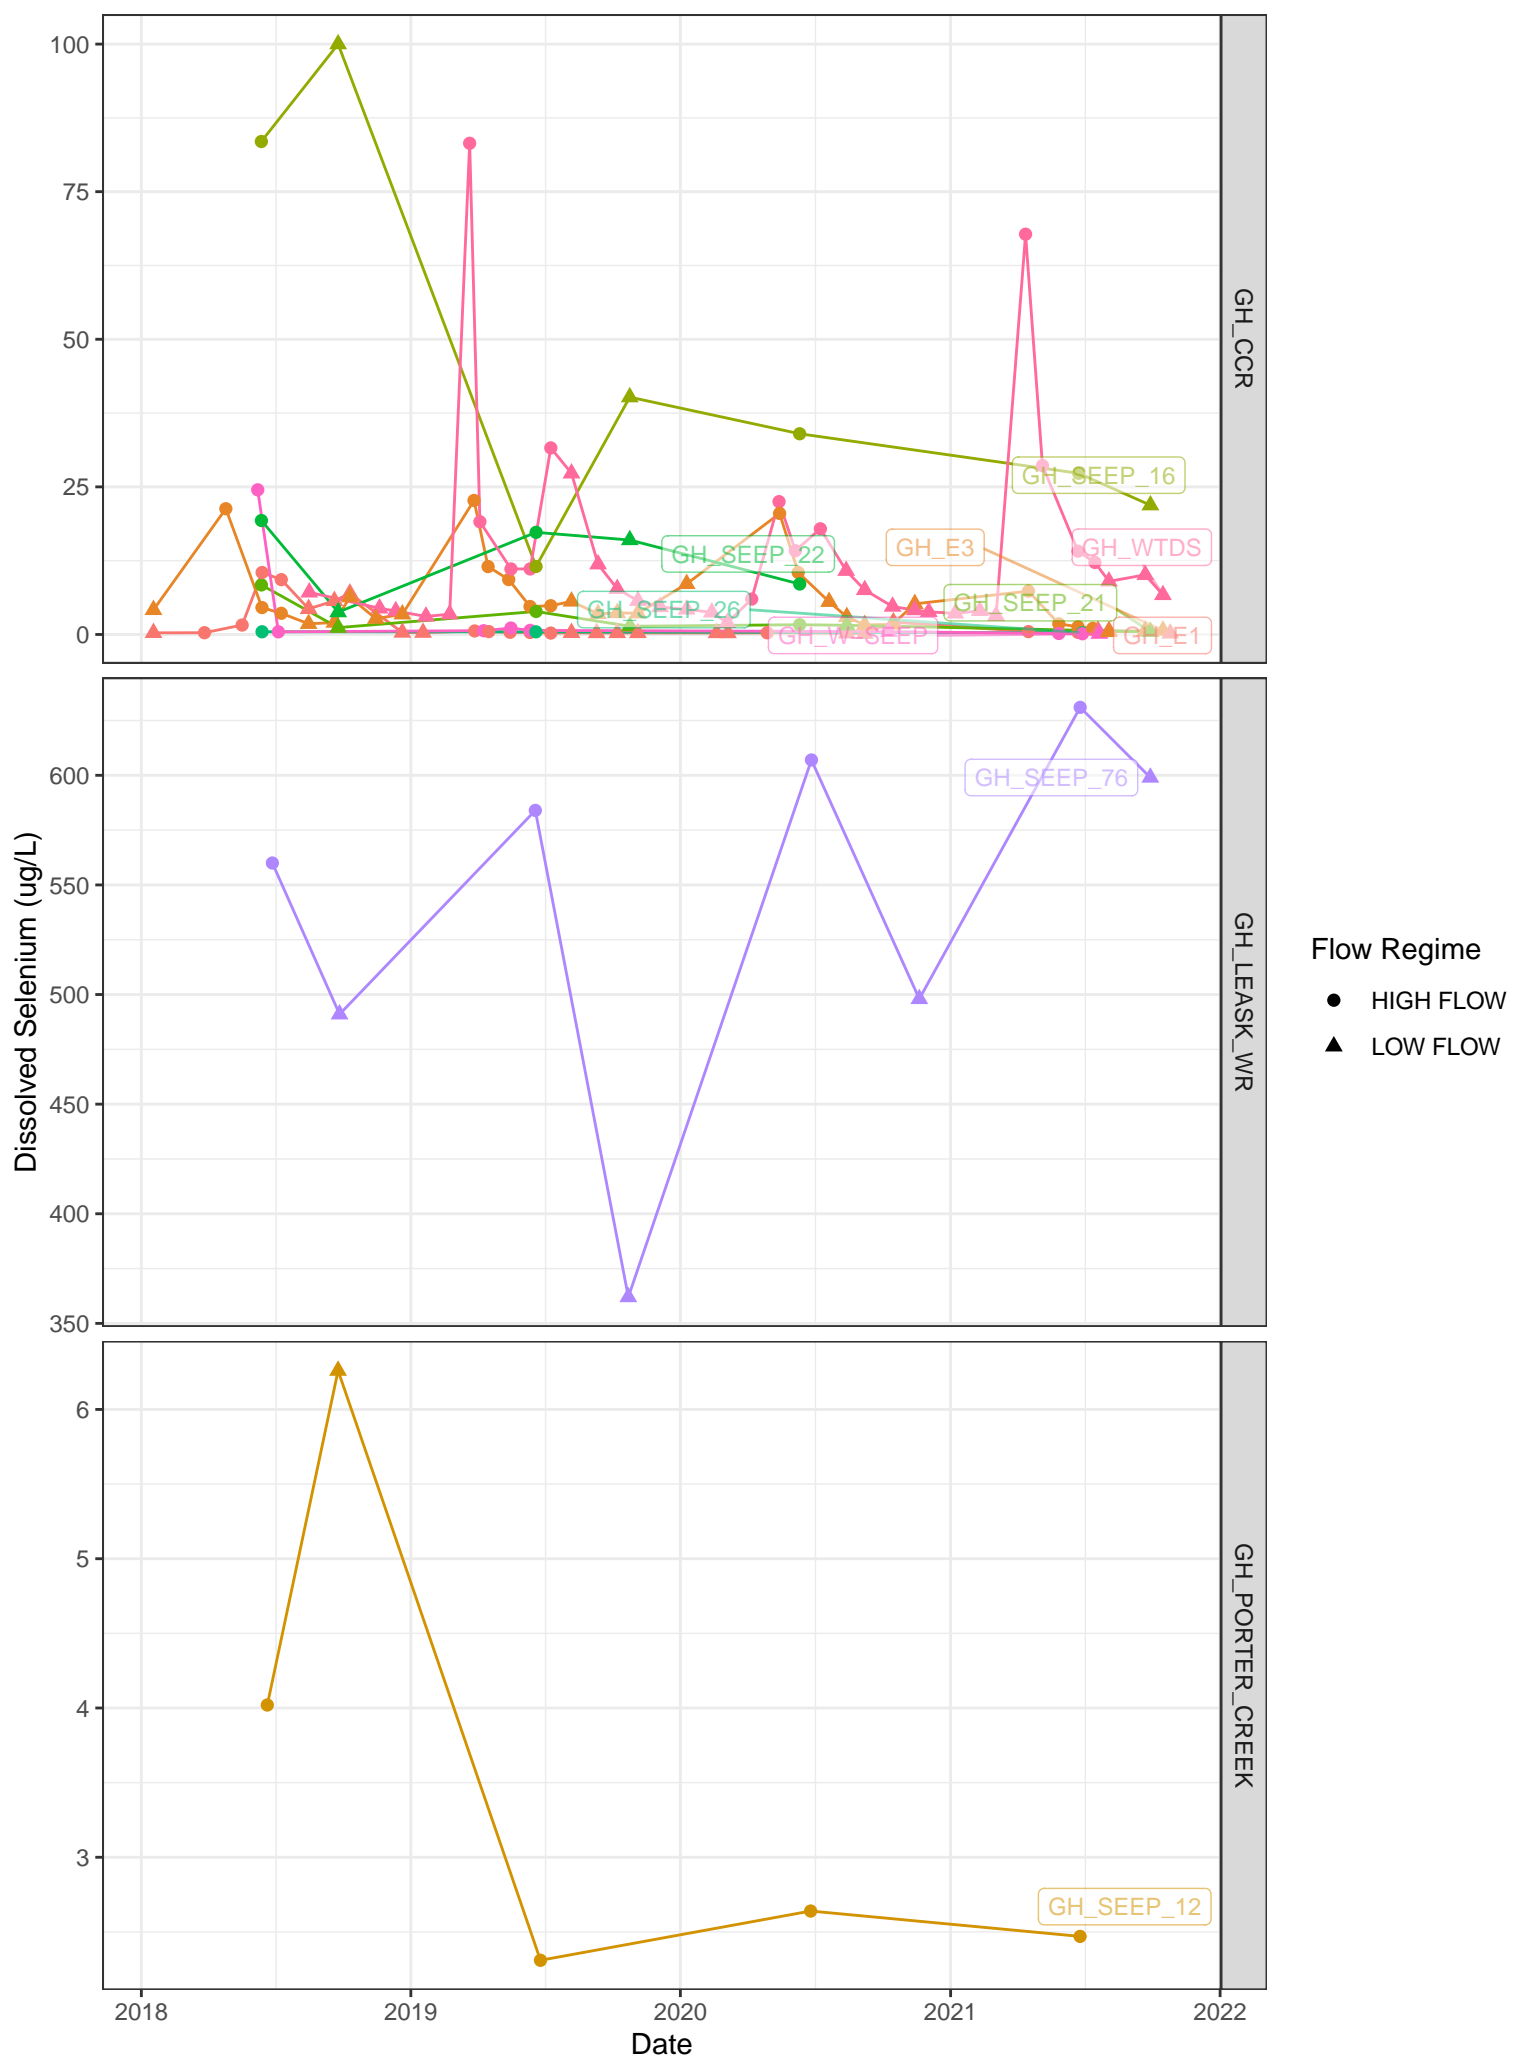 100
75
50
25
0
GH_SEEP_16
GH_E3
GH_WTDS
GH_SEEP_22
GH_SEEP_21
GH_SEEP_26
GH_W-SEEP
GH_E1
GH_CCR
600
550
500
450
400
350
GH_SEEP_76
GH_LEASK_WR
Dissolved Selenium (ug/L)
Flow Regime
HIGH FLOW
LOW FLOW
6
5
4
3
GH_SEEP_12
GH_PORTER_CREEK
2018 2019 2020 2021 2022
Date